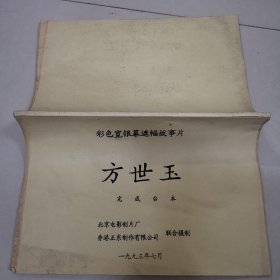 彩色宽银幕遮幅故事片
方世玉
完成台本
北京电影制片厂
香港正东制作有限公司 联合摄制
一九九三年七月